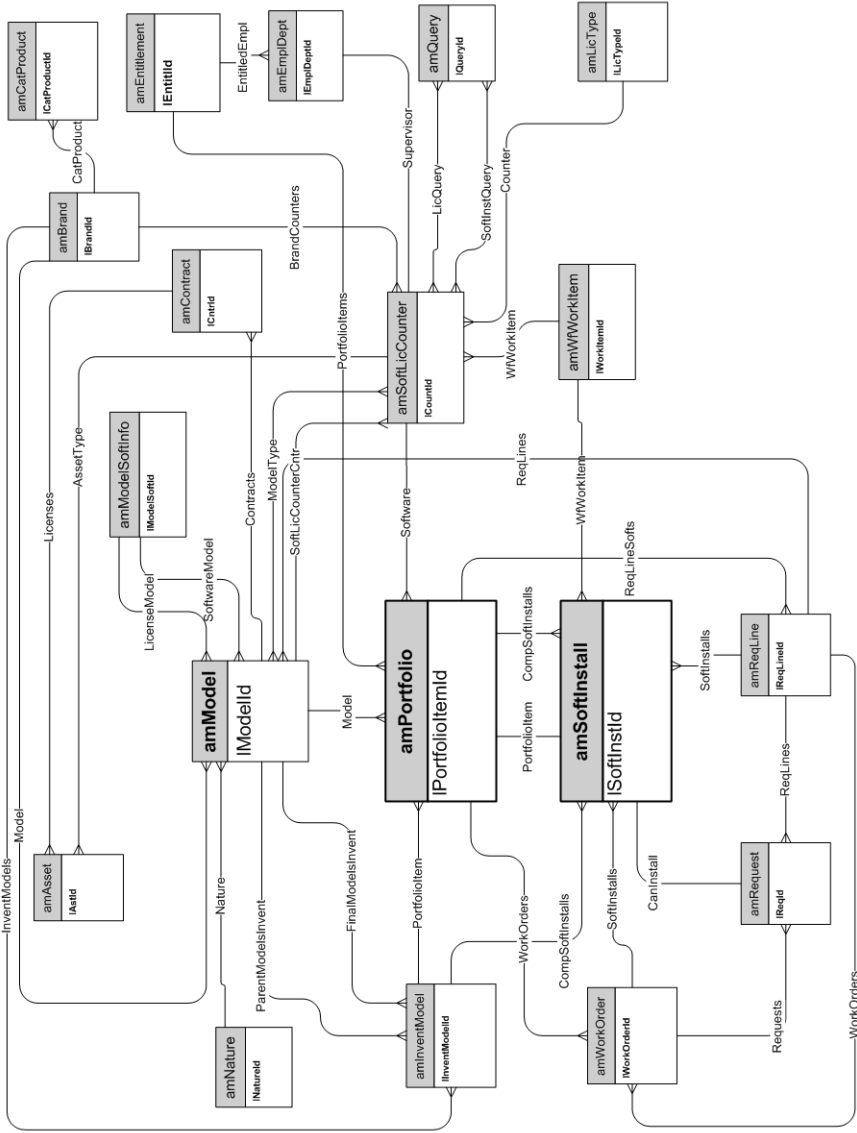 amCatProduct
lCatProductId
CatProduct
amBrand
lBrandId
amEntitlement
lEntitId
EntitledEmpl
amEmplDept
lEmplDeptId
amQuery
lQueryId
amLicType
lLicTypeId
Supervisor
LicQuery
SoftInstQuery
Counter
BrandCounters
PortfolioItems
amContract
lCntrId
amSoftLicCounter
lCountId
WfWorkItem
amWfWorkItem
lWorkItemId
Licenses
AssetType
amModelSoftInfo
lModelSoftId
LicenseModel
SoftwareModel
Contracts
ModelType
SoftLicCounterCntr
Software
WfWorkItem
ReqLines
ReqLineSofts
InventModels
Model
amAsset
lAstId
Nature
amModel
lModelId
Model
amPortfolio
lPortfolioItemId
CompSoftInstalls
PortfolioItem
amSoftInstall
lSoftInstId
SoftInstalls
amReqLine
lReqLineId
ReqLines
ParentModelsInvent
FinalModelsInvent
PortfolioItem
WorkOrders
CompSoftInstalls
SoftInstalls
CanInstall
amRequest
lReqId
amNature
lNatureId
amInventModel
lInventModelId
amWorkOrder
lWorkOrderId
Requests
WorkOrders